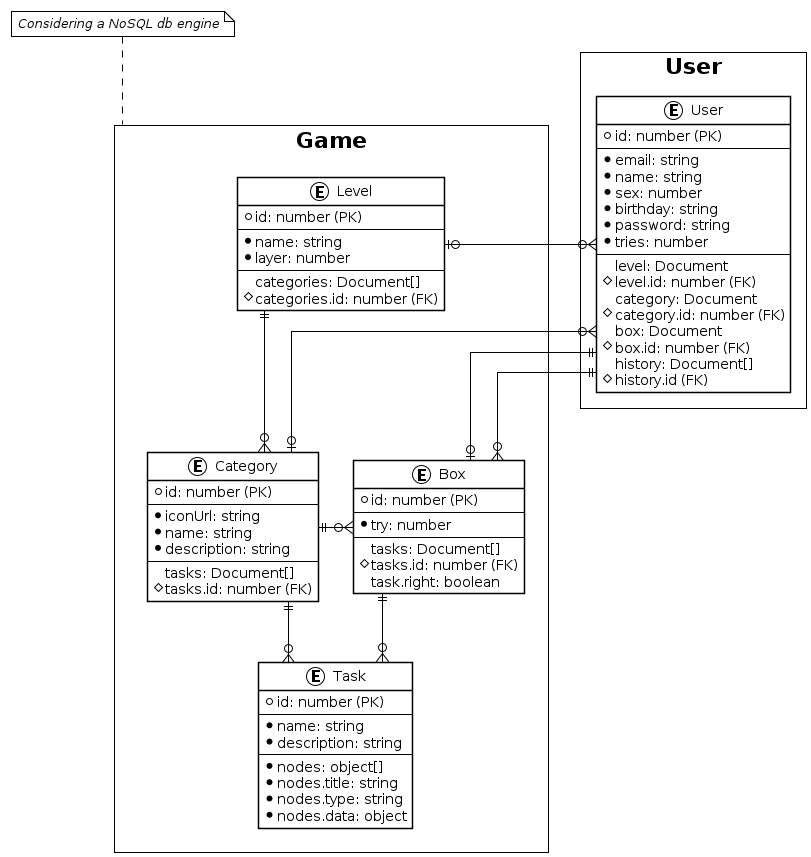 Considering a NoSQL db engine
User
E User
id: number (PK)
email: string
name: string
sex: number
birthday: string
password: string
tries: number
level: Document
level.id: number (FK)
category: Document
category.id: number (FK)
box: Document
box.id: number (FK)
history: Document[]
history.id (FK)
Game
E Level
id: number (PK)
name: string
layer: number
categories: Document[]
categories.id: number (FK)
E Category
id: number (PK)
iconUrl: string
name: string
description: string
tasks: Document[]
tasks.id: number (FK)
E Box
id: number (PK)
try: number
tasks: Document[]
tasks.id: number (FK)
task.right: boolean
E Task
id: number (PK)
name: string
description: string
nodes: object[]
nodes.title: string
nodes.type: string
nodes.data: object